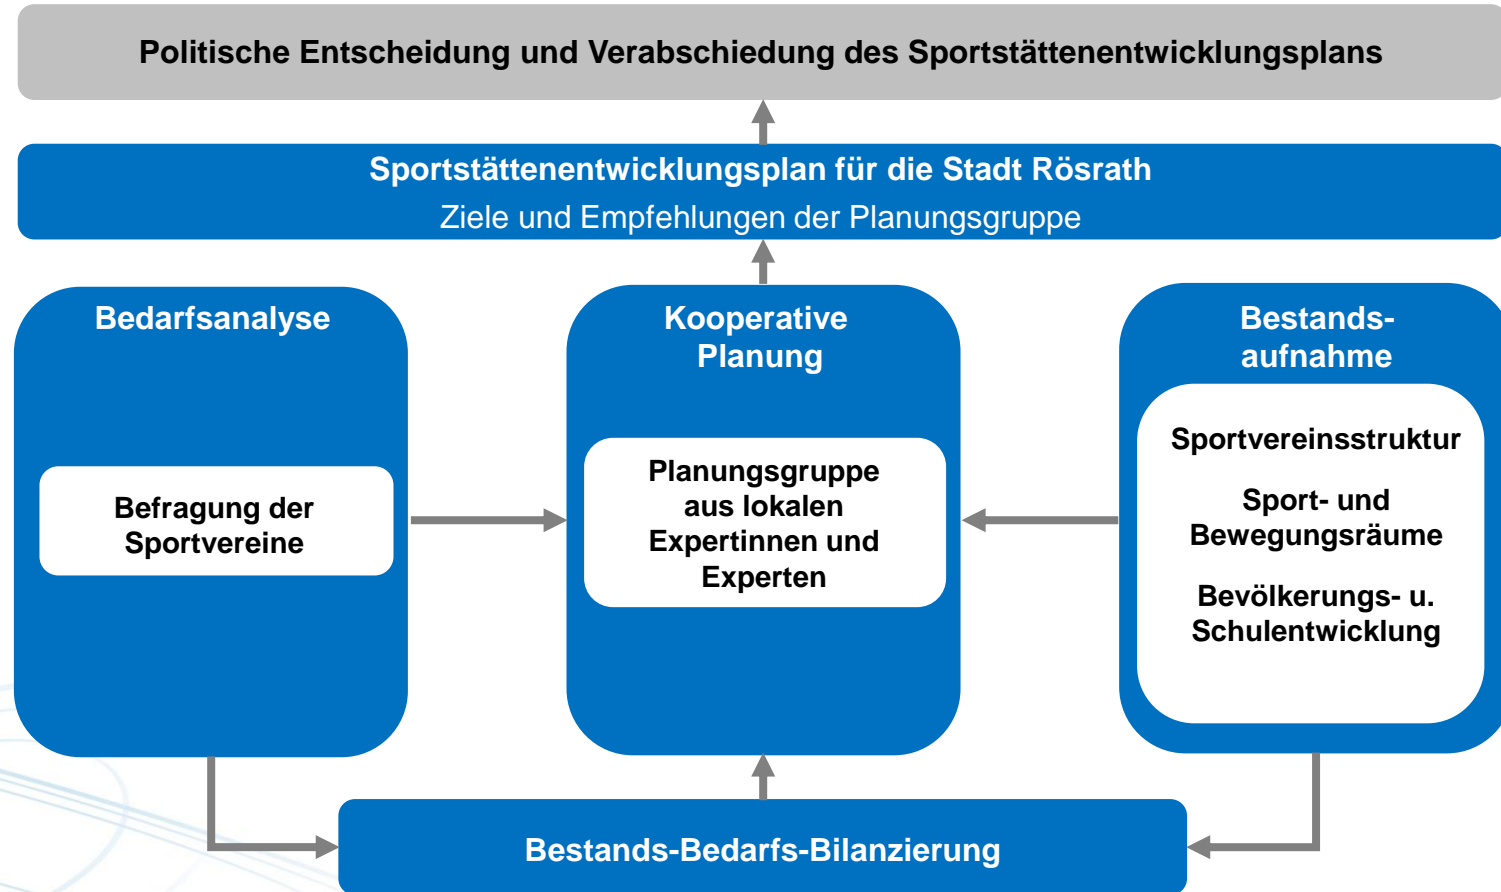 Politische Entscheidung und Verabschiedung des Sportstättenentwicklungsplans
Sportstättenentwicklungsplan für die Stadt Rösrath
Ziele und Empfehlungen der Planungsgruppe
Bedarfsanalyse
Befragung der
Sportvereine
Kooperative
Planung
Planungsgruppe
aus lokalen
Expertinnen und
Experten
Bestands-
aufnahme
Sportvereinsstruktur
Sport- und
Bewegungsräume
Bevölkerungs- u.
Schulentwicklung
Bestands-Bedarfs-Bilanzierung